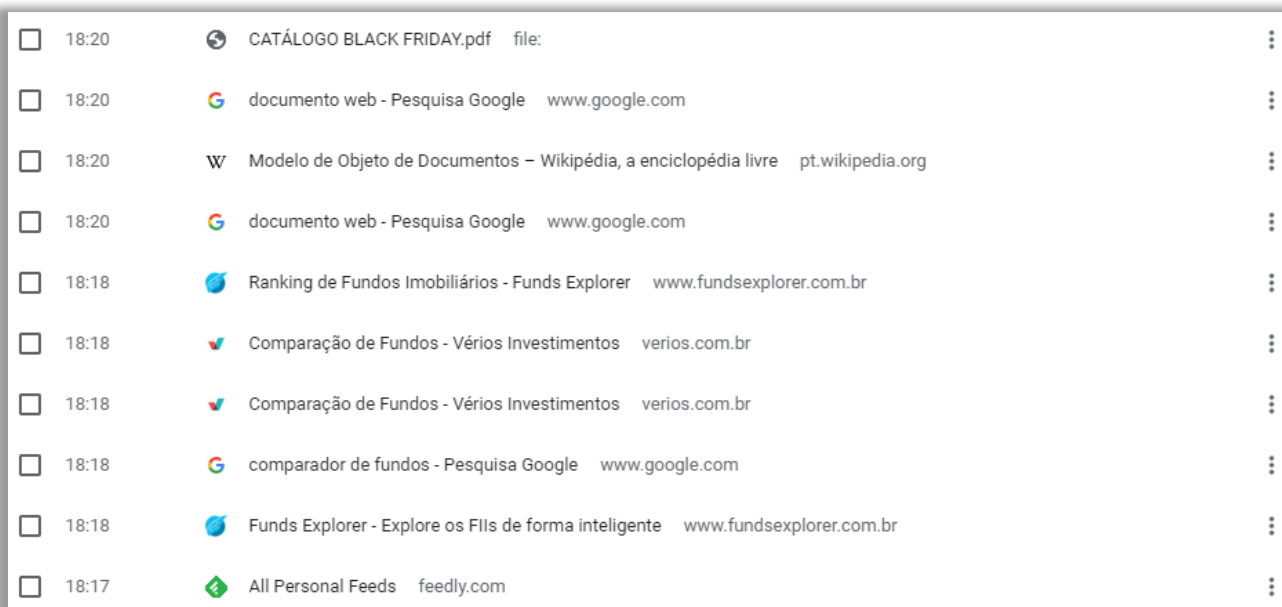 18:20 CATÁLOGO BLACK FRIDAY.pdf file:
18:20 documento web - Pesquisa Google www.google.com
18:20 Modelo de Objeto de Documentos – Wikipédia, a enciclopédia livre pt.wikipedia.org
18:20 documento web - Pesquisa Google www.google.com
18:18 Ranking de Fundos Imobiliários - Funds Explorer www.fundsexplorer.com.br
18:18 Comparação de Fundos - Vérios Investimentos verios.com.br
18:18 Comparação de Fundos - Vérios Investimentos verios.com.br
18:18 comparador de fundos - Pesquisa Google www.google.com
18:18 Funds Explorer - Explore os FIIs de forma inteligente www.fundsexplorer.com.br
18:17 All Personal Feeds feedly.com